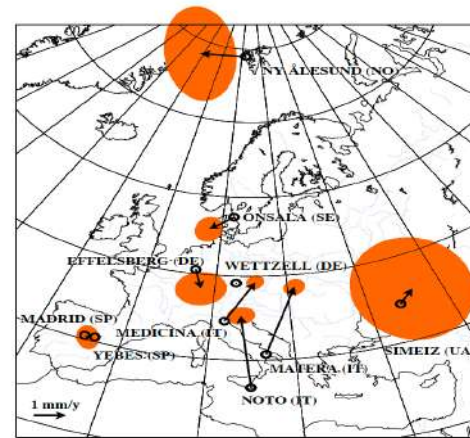 NY ÅLESUND (NO)
ONSALA (SE)
EFFELSBERG (DE)
WETTZELL (DE)
MADRID (SP)
MEDICINA (IT)
YEBES (SP)
SIMEIZ (UA
MATERA (IT)
NOTO (IT)
1 mm/y